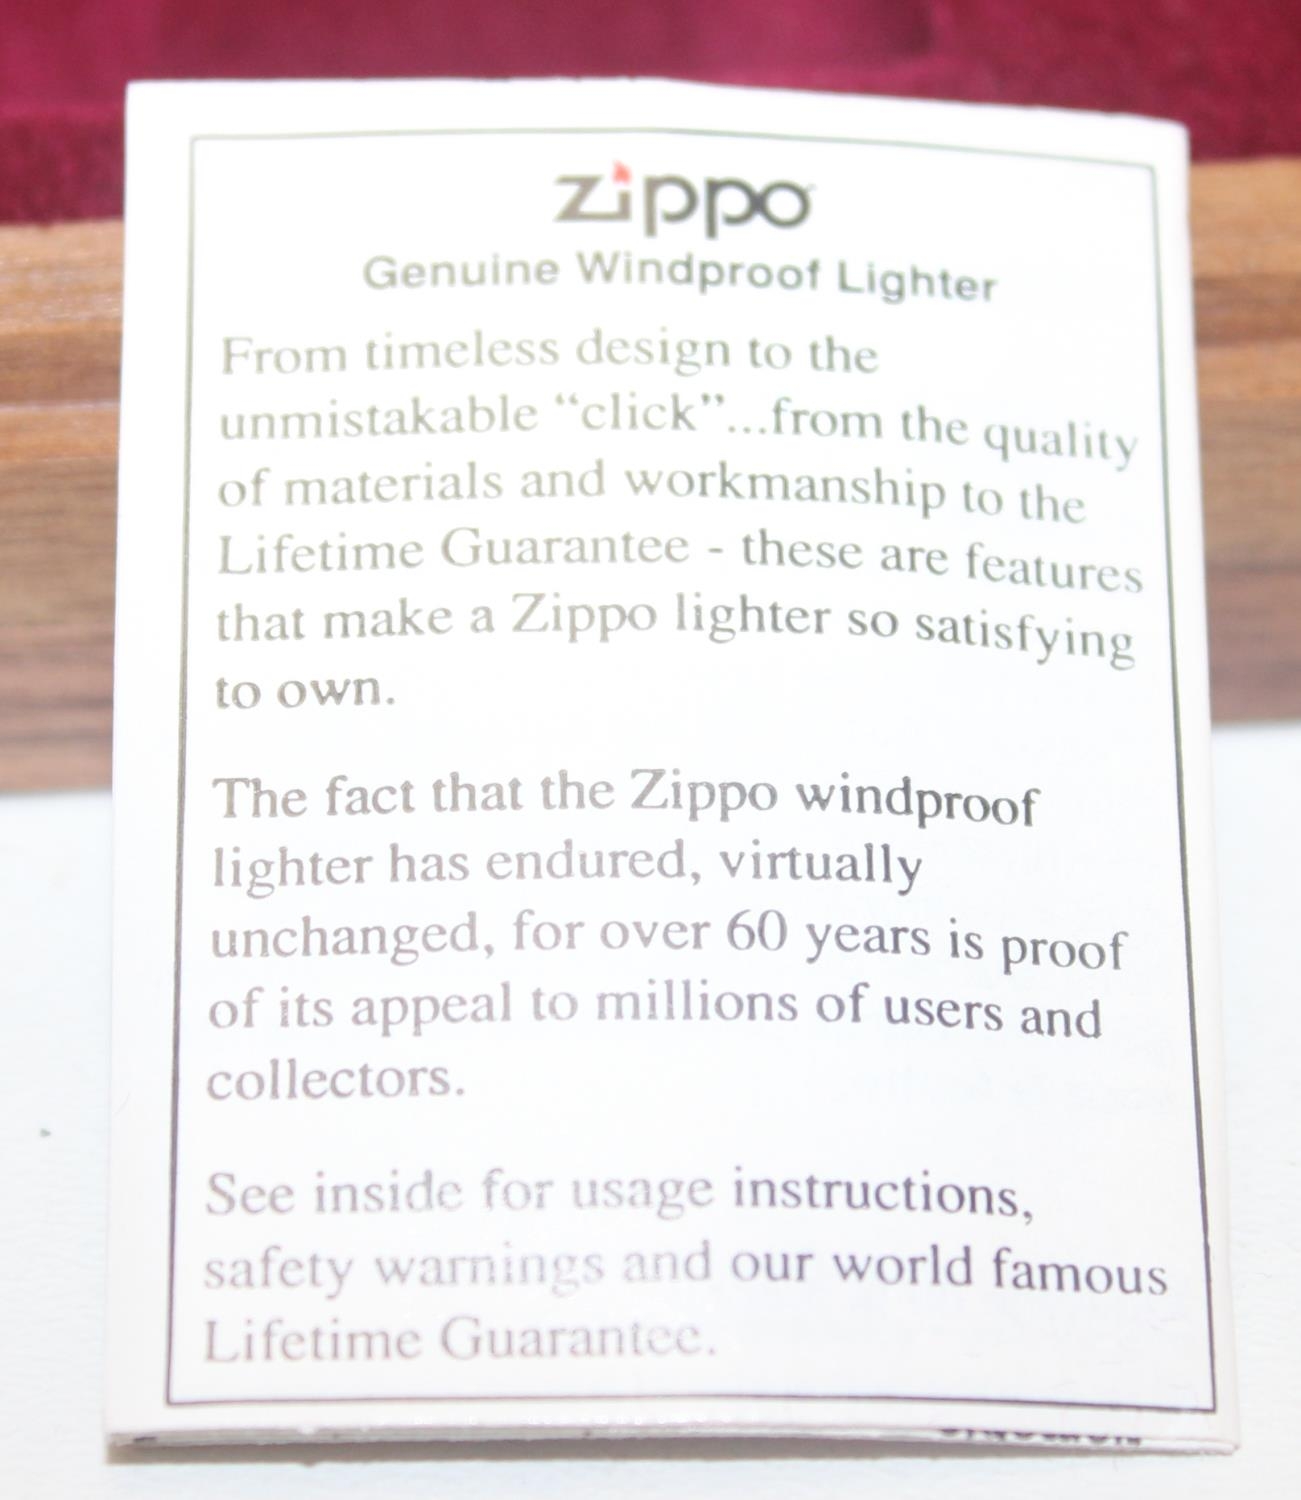 Zippo
Genuine Windproof Lighter
From timeless design to the
unmistakable “click”...from the quality
of materials and workmanship to the
Lifetime Guarantee - these are features
that make a Zippo lighter so satisfying
to own.
The fact that the Zippo windproof
lighter has endured, virtually
unchanged, for over 60 years is proof
of its appeal to millions of users and
collectors.
See inside for usage instructions,
safety warnings and our world famous
Lifetime Guarantee.